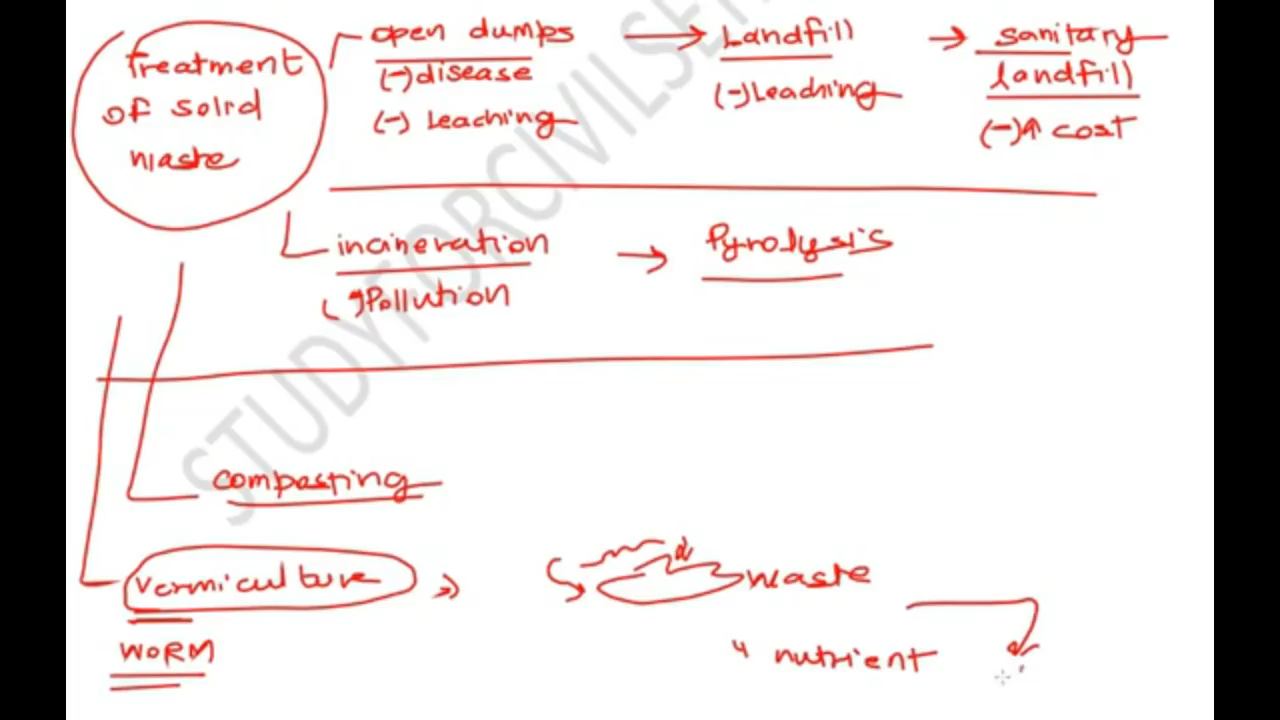 Treatment
of solid
waste
open dumps → Landfill → sanitary
landfill
(-) disease
(-) Leaching
(-) Leaching
(-) ↑ cost
incineration → Pyrolysis
(-) Pollution
composting
vermiculture
WORM
waste
nutrient
STUDYFORCIVILSER